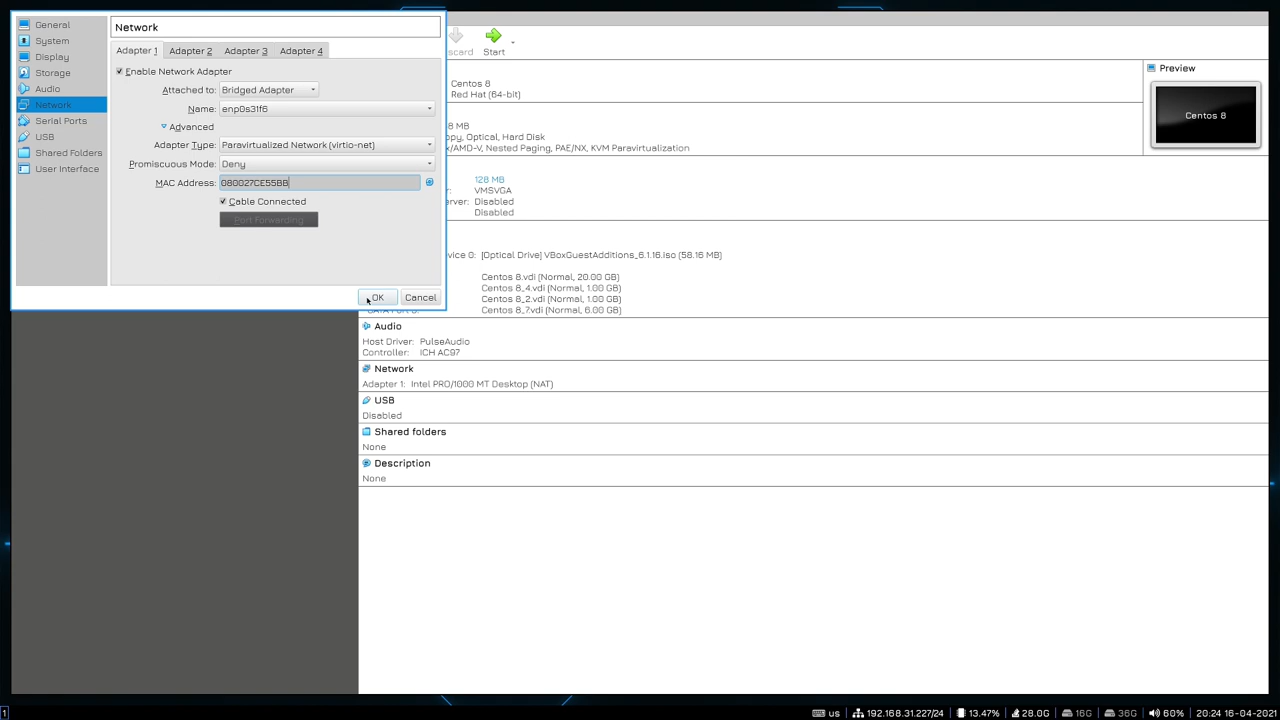 General
System
Display
Storage
Audio
Network
Serial Ports
USB
Shared Folders
User Interface
Network
Adapter 1
Adapter 2
Adapter 3
Adapter 4
Enable Network Adapter
Attached to: Bridged Adapter
Name: enp0s31f6
Advanced
Adapter Type: Paravirtualized Network (virtio-net)
Promiscuous Mode: Deny
MAC Address: 080027CE55BB
Cable Connected
Port Forwarding
OK
Cancel
scard
Start
Centos 8
Red Hat (64-bit)
8 MB
py, Optical, Hard Disk
x/AMD-V, Nested Paging, PAE/NX, KVM Paravirtualization
128 MB
r: VMSVGA
erver: Disabled
Disabled
vice 0: [Optical Drive] VBoxGuestAdditions_6.1.16.iso (58.16 MB)
Centos 8.vdi (Normal, 20.00 GB)
Centos 8_4.vdi (Normal, 1.00 GB)
Centos 8_2.vdi (Normal, 1.00 GB)
Centos 8_7.vdi (Normal, 6.00 GB)
Audio
Host Driver: PulseAudio
Controller: ICH AC97
Network
Adapter 1: Intel PRO/1000 MT Desktop (NAT)
USB
Disabled
Shared folders
None
Description
None
Preview
Centos 8
1
us 192.168.31.227/24 13.47% 28.0G 16G 36G 60% 20:24 16-04-2021